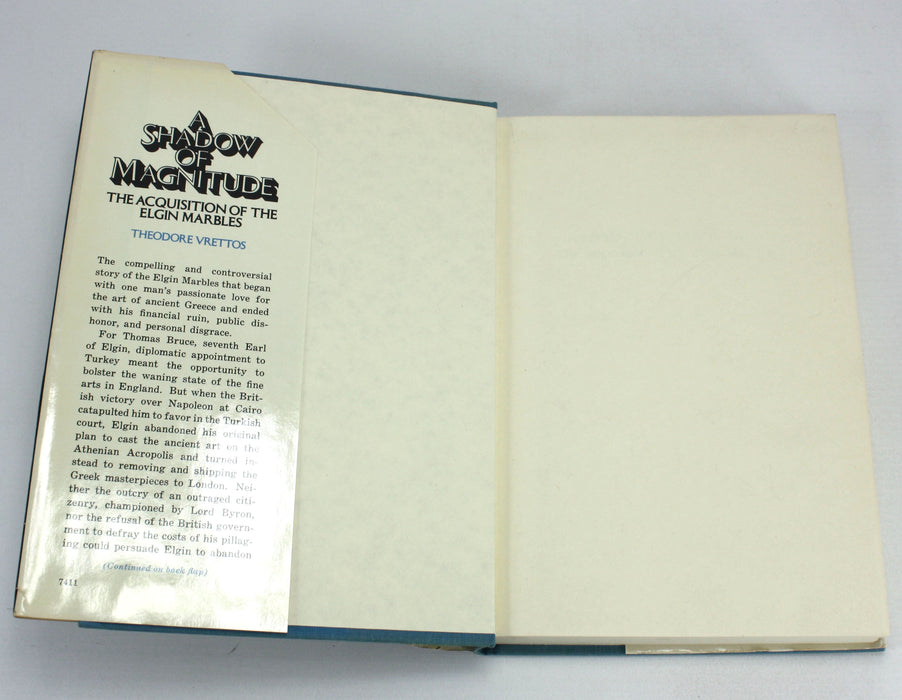 A
SHADOW
OF
MAGNITUDE
THE ACQUISITION OF THE
ELGIN MARBLES
THEODORE VRETTOS
The compelling and controversial
story of the Elgin Marbles that began
with one man's passionate love for
the art of ancient Greece and ended
with his financial ruin, public dis-
honor, and personal disgrace.
For Thomas Bruce, seventh Earl
of Elgin, diplomatic appointment to
Turkey meant the opportunity to
bolster the waning state of the fine
arts in England. But when the Brit-
ish victory over Napoleon at Cairo
catapulted him to favor in the Turkish
court, Elgin abandoned his original
plan to cast the ancient art on the
Athenian Acropolis and turned in-
stead to removing and shipping the
Greek masterpieces to London. Nei-
ther the outcry of an outraged citi-
zenry, championed by Lord Byron,
nor the refusal of the British govern-
ment to defray the costs of his pillag-
ing could persuade Elgin to abandon
(Continued on back flap)
7411